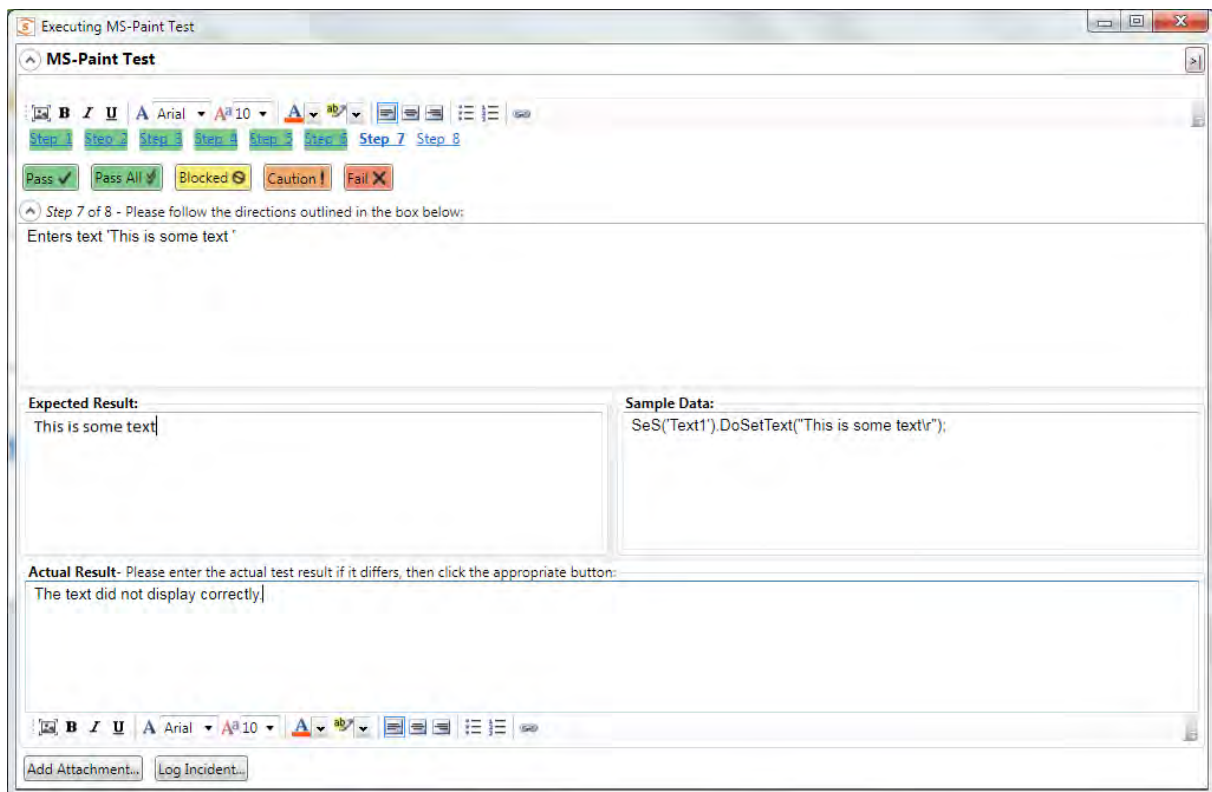 Executing MS-Paint Test
MS-Paint Test
B I U A Arial Aa 10 A ab
Step 1 Step 2 Step 3 Step 4 Step 5 Step 6 Step 7 Step 8
Pass Pass All Blocked Caution ! Fail X
Step 7 of 8 - Please follow the directions outlined in the box below:
Enters text 'This is some text '
Expected Result: Sample Data:
This is some text SeS('Text1').DoSetText("This is some text\r");
Actual Result- Please enter the actual test result if it differs, then click the appropriate button:
The text did not display correctly.
B I U A Arial Aa 10 A ab
Add Attachment... Log Incident...